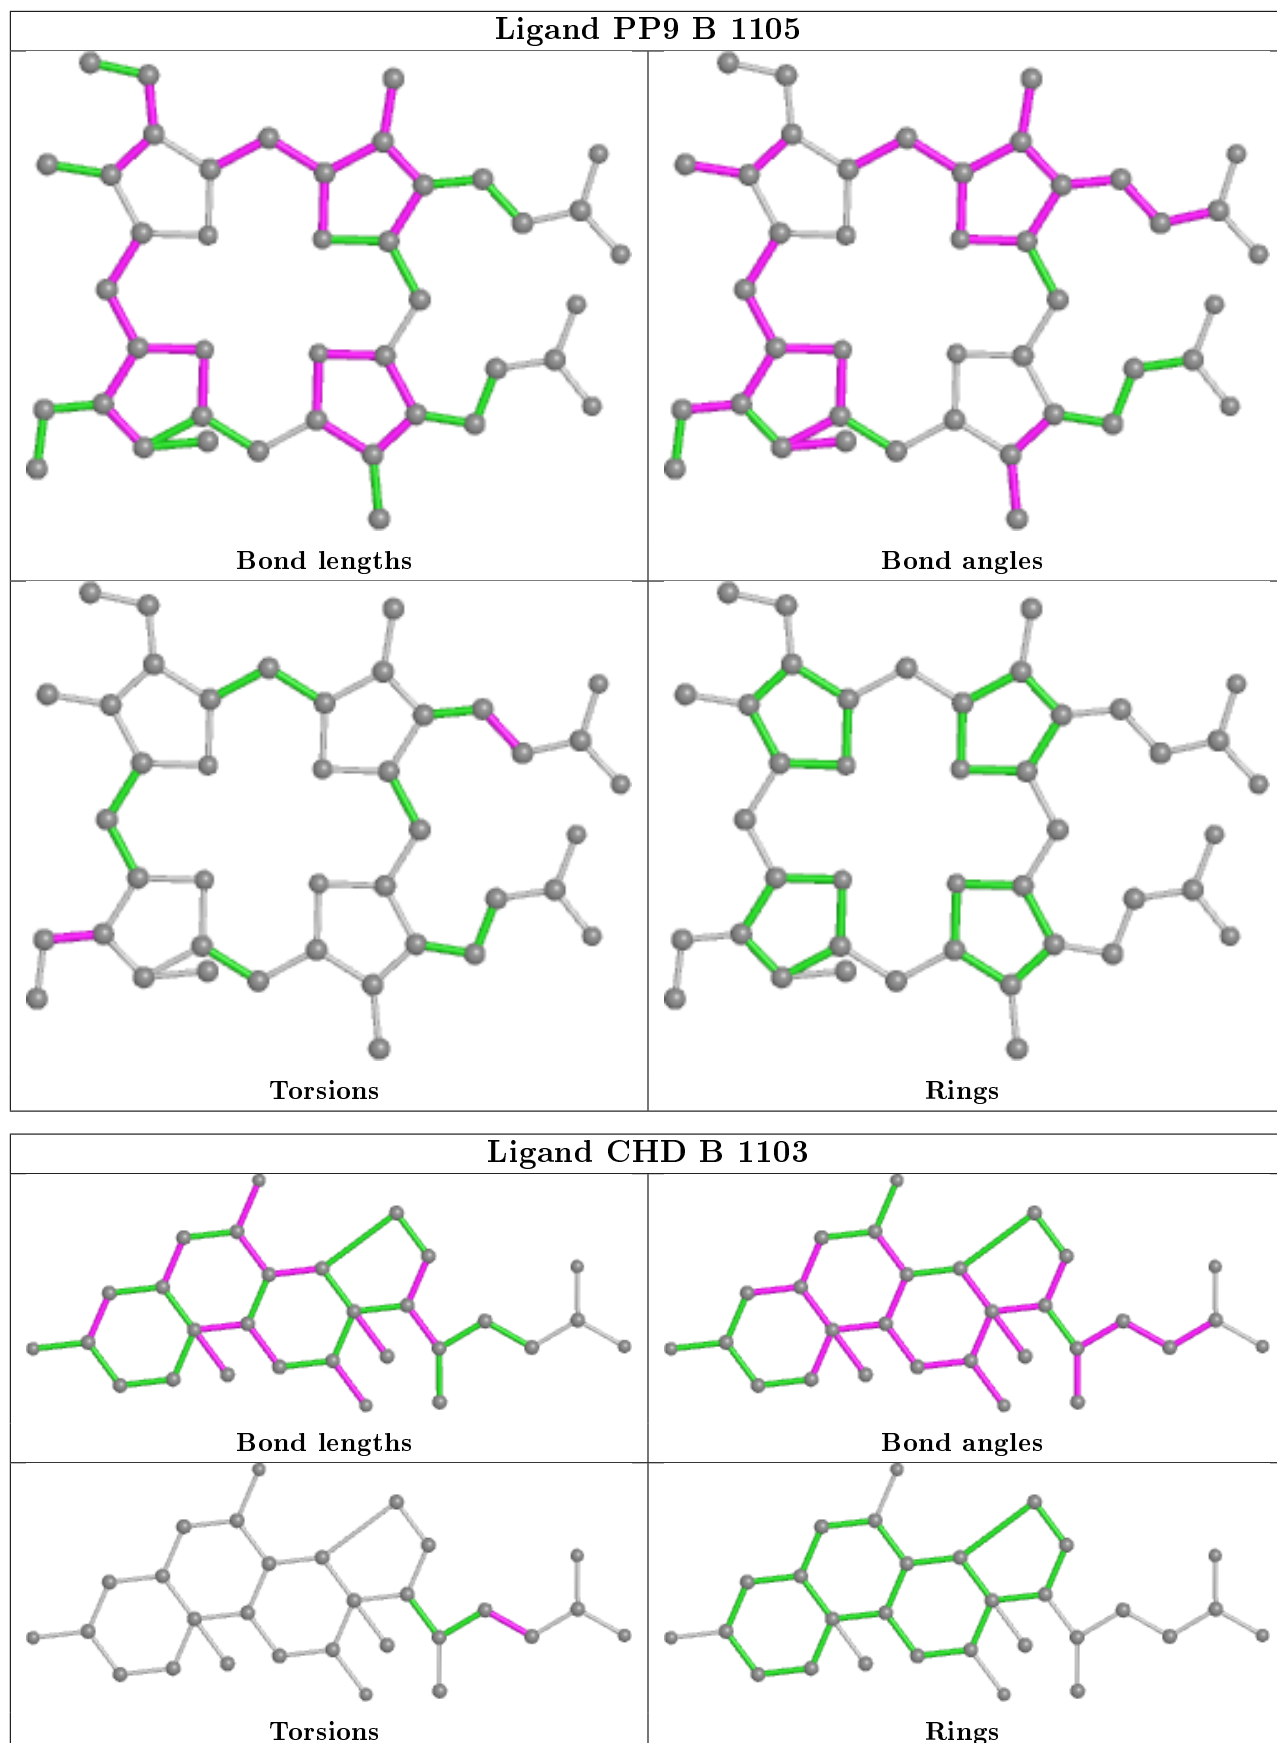 Ligand PP9 B 1105
Bond lengths
Bond angles
Torsions
Rings
Ligand CHD B 1103
Bond lengths
Bond angles
Torsions
Rings